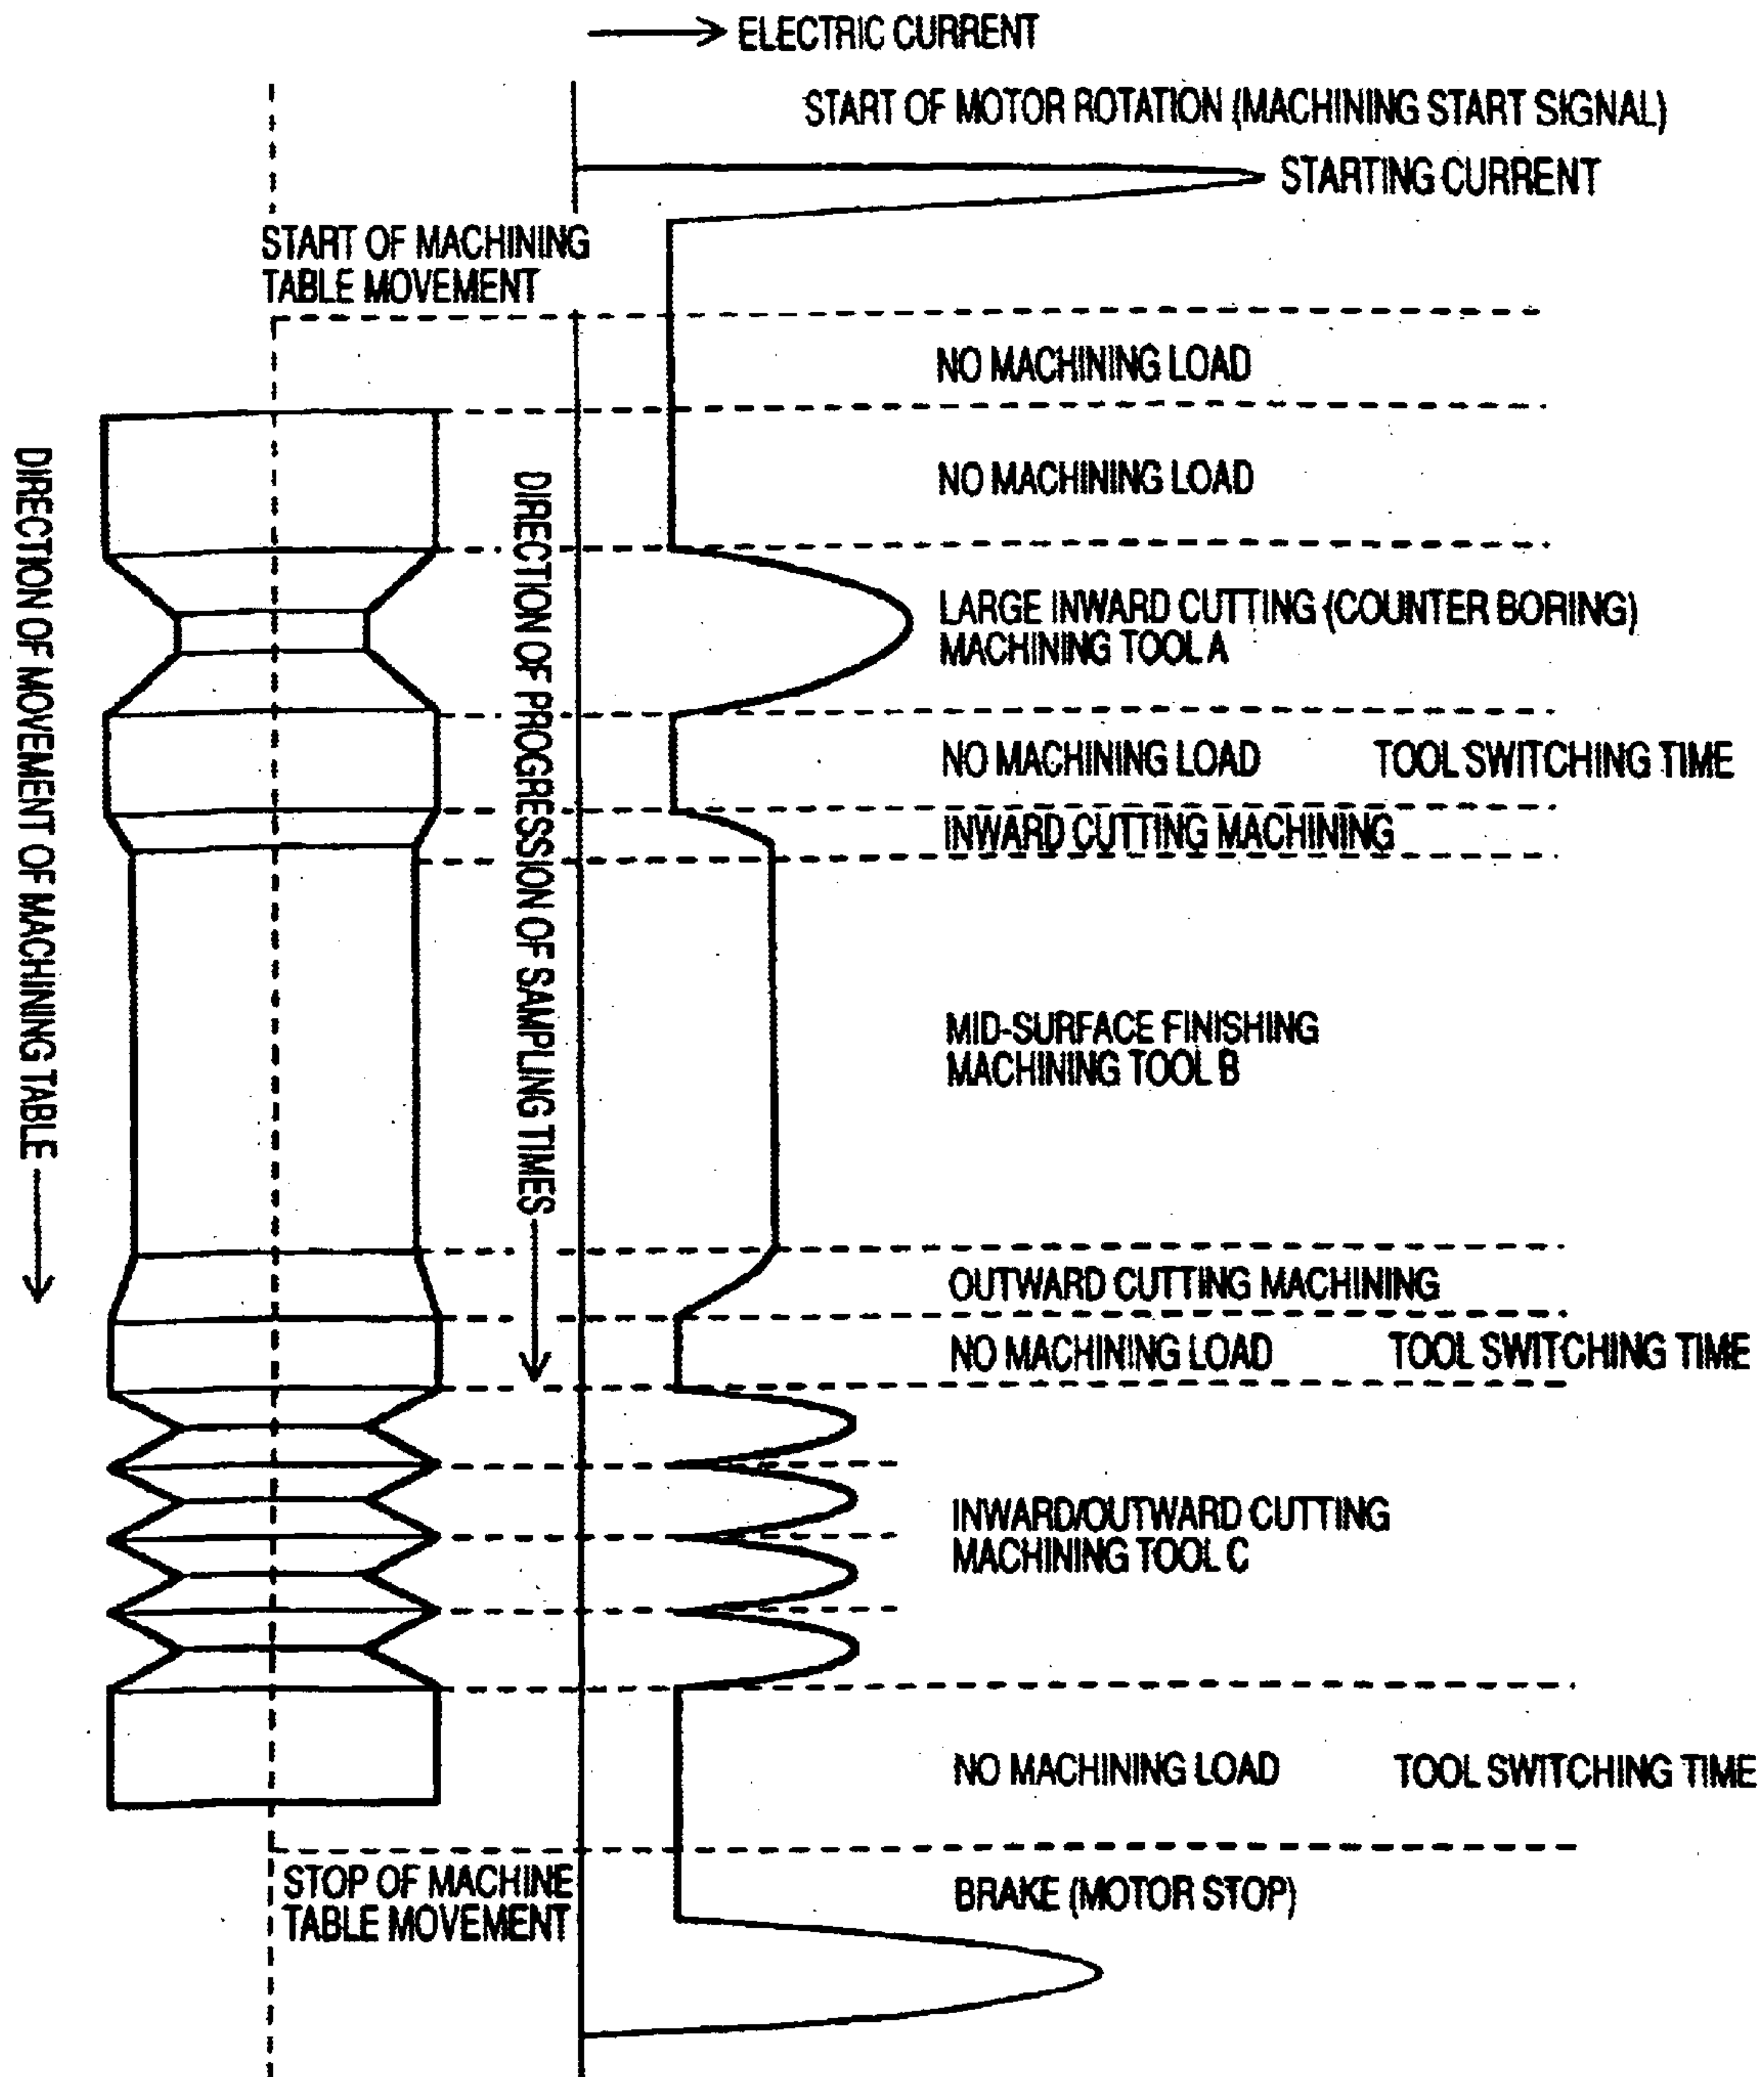 ELECTRIC CURRENT
START OF MOTOR ROTATION (MACHINING START SIGNAL)
STARTING CURRENT
START OF MACHINING
TABLE MOVEMENT
NO MACHINING LOAD
NO MACHINING LOAD
DIRECTION OF MOVEMENT OF MACHINING TABLE
DIRECTION OF PROGRESSION OF SAMPLING TIMES
LARGE INWARD CUTTING (COUNTER BORING)
MACHINING TOOL A
NO MACHINING LOAD TOOL SWITCHING TIME
INWARD CUTTING MACHINING
MID-SURFACE FINISHING
MACHINING TOOL B
OUTWARD CUTTING MACHINING
NO MACHINING LOAD TOOL SWITCHING TIME
INWARD/OUTWARD CUTTING
MACHINING TOOL C
NO MACHINING LOAD TOOL SWITCHING TIME
STOP OF MACHINE
TABLE MOVEMENT
BRAKE (MOTOR STOP)